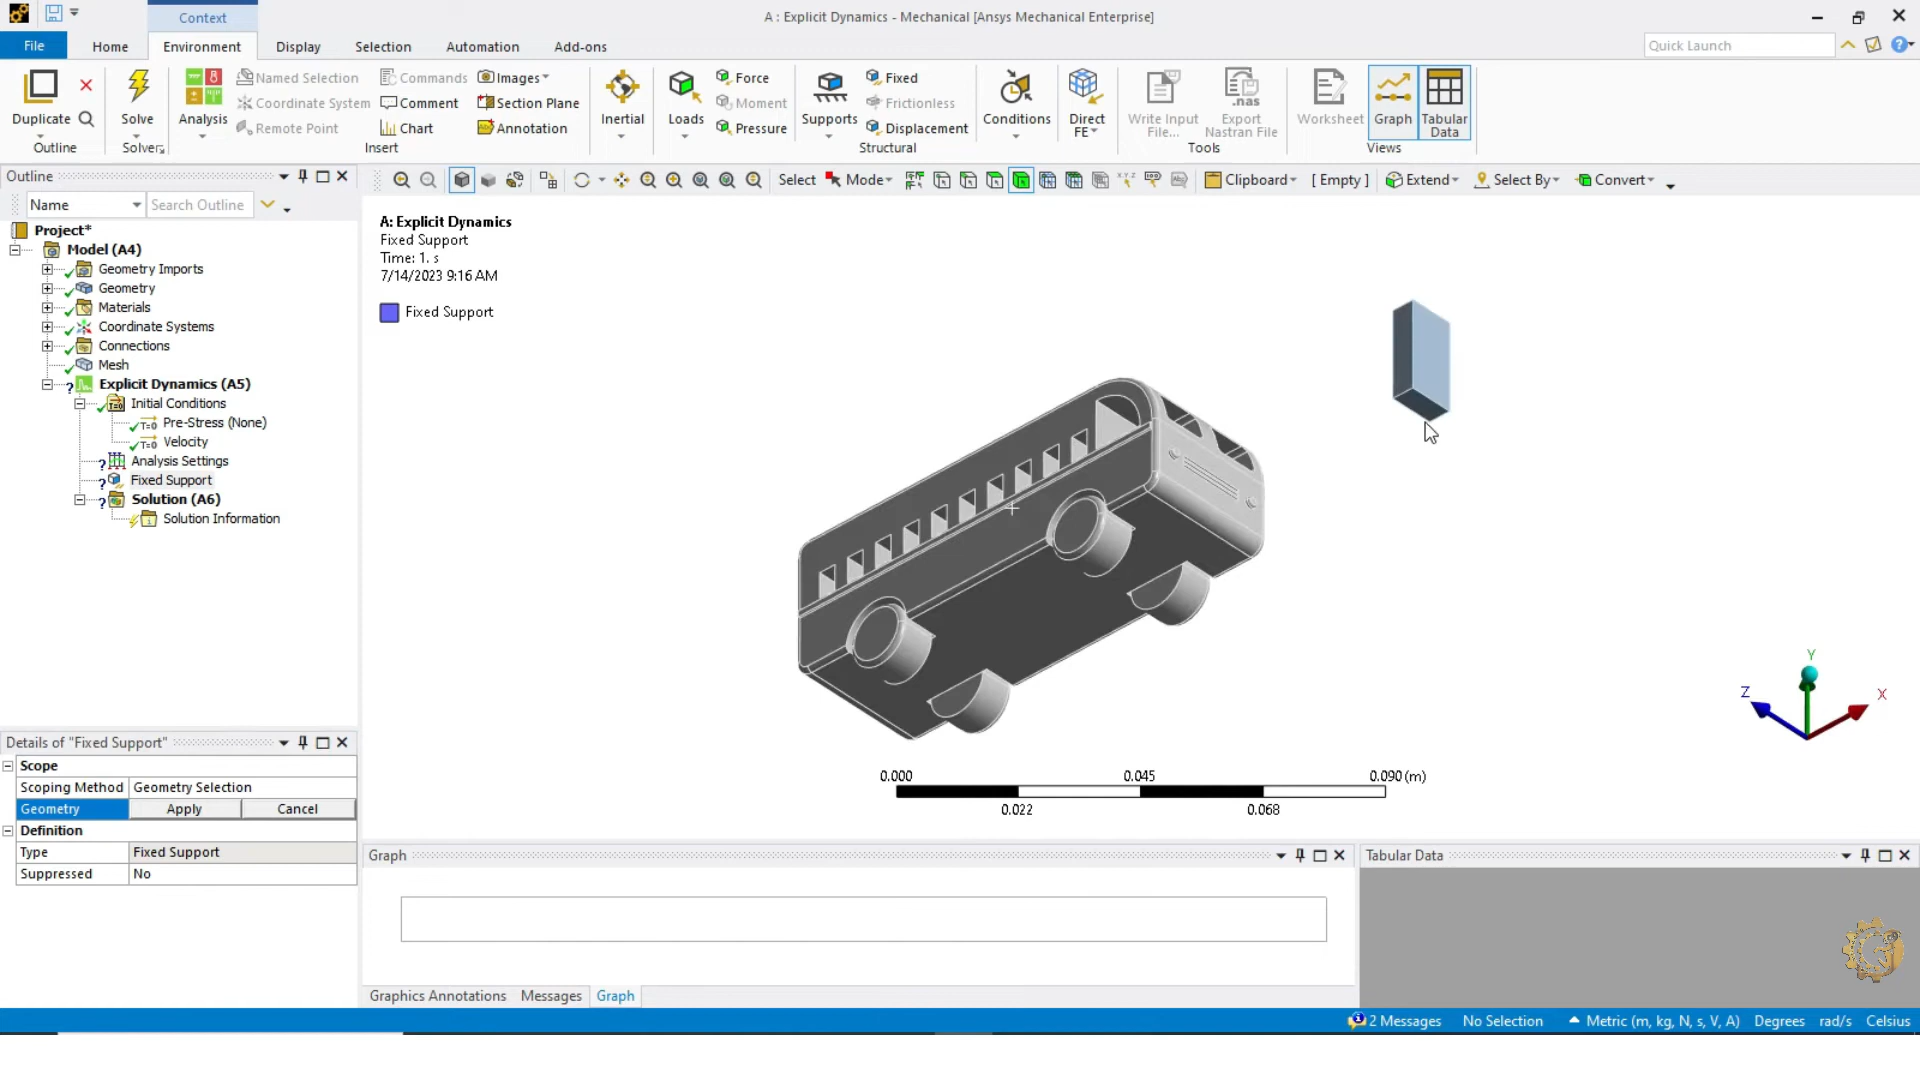 Context
A : Explicit Dynamics - Mechanical [Ansys Mechanical Enterprise]
File Home Environment Display Selection Automation Add-ons
Quick Launch
Duplicate
Outline
Solve
Solver
Analysis
Named Selection
Coordinate System
Remote Point
Commands
Comment
Chart
Images
Section Plane
Annotation
Insert
Inertial
Loads
Force
Moment
Pressure
Supports
Fixed
Frictionless
Displacement
Structural
Conditions
Direct
FE
Write Input
File...
.nas
Export
Nastran File
Tools
Worksheet
Graph
Tabular
Data
Views
Outline
Select Mode Clipboard [ Empty ] Extend Select By Convert
Name
Search Outline
Project*
Model (A4)
Geometry Imports
Geometry
Materials
Coordinate Systems
Connections
Mesh
Explicit Dynamics (A5)
Initial Conditions
Pre-Stress (None)
Velocity
Analysis Settings
Fixed Support
Solution (A6)
Solution Information
A: Explicit Dynamics
Fixed Support
Time: 1. s
7/14/2023 9:16 AM
Fixed Support
Y
Z
X
0.000 0.045 0.090 (m)
0.022 0.068
Details of "Fixed Support"
Scope
Scoping Method Geometry Selection
Geometry Apply Cancel
Definition
Type Fixed Support
Suppressed No
Graph
Tabular Data
Graphics Annotations Messages Graph
2 Messages No Selection Metric (m, kg, N, s, V, A) Degrees rad/s Celsius